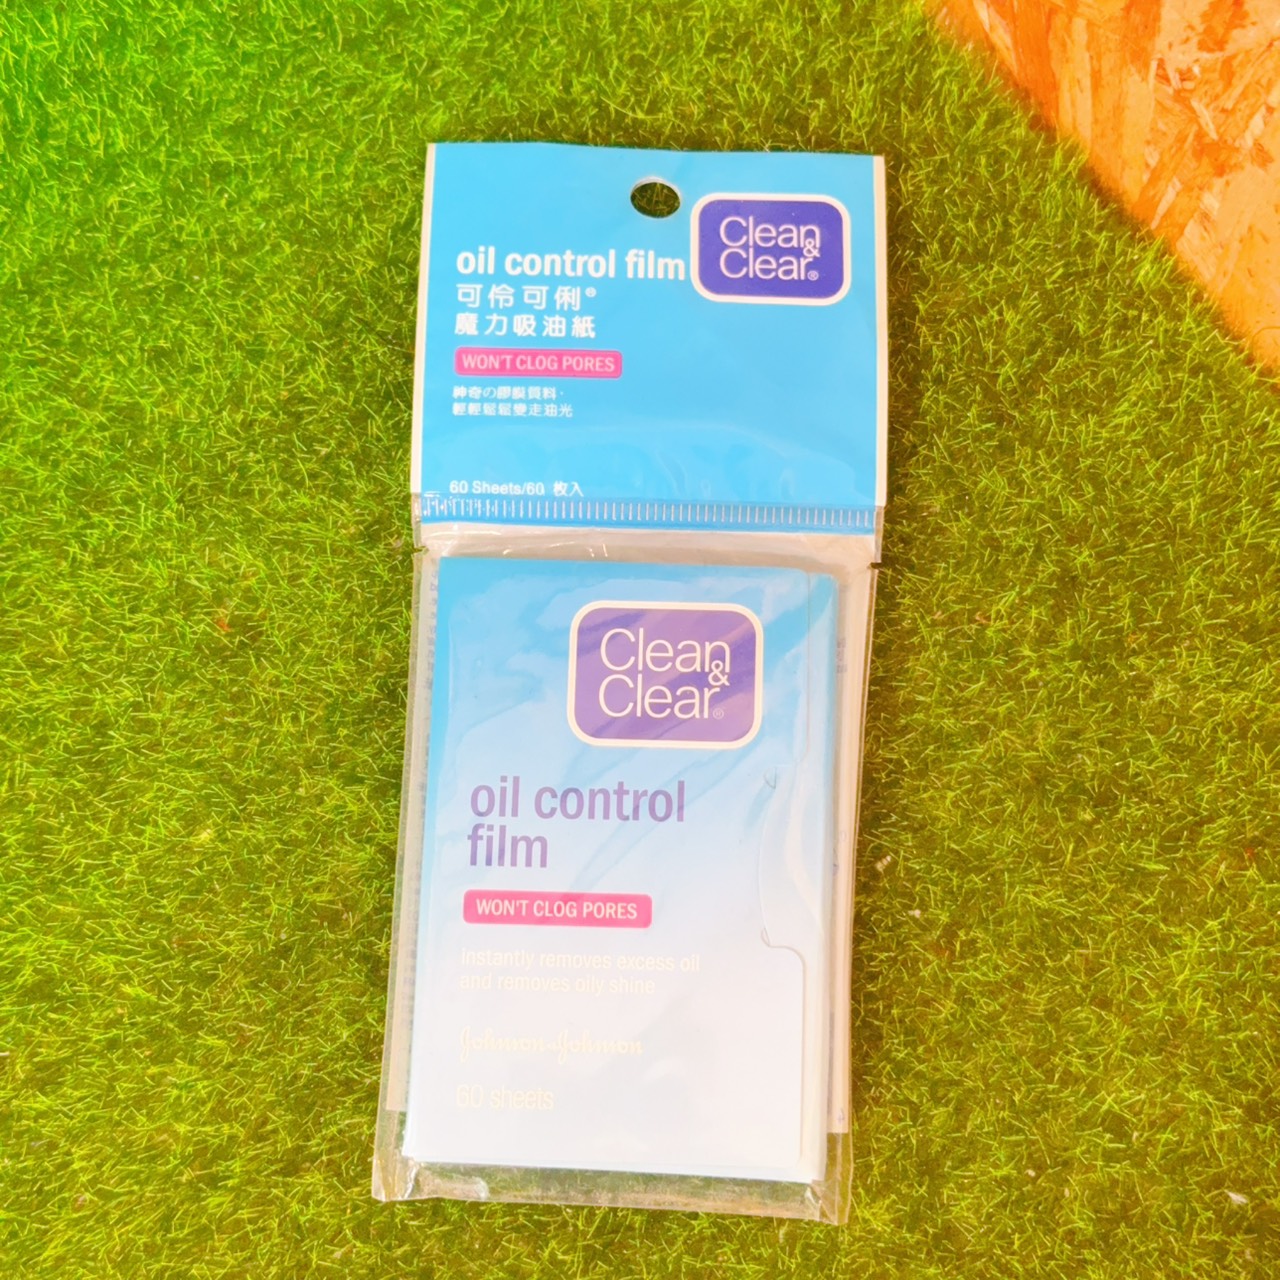 Clean
&
Clear®
oil control film
可伶可俐®
魔力吸油紙
WON'T CLOG PORES
神奇の膠膜質料,
輕輕鬆鬆變走油光
60 Sheets/60 枚入
Clean
&
Clear®
oil control
film
WON'T CLOG PORES
instantly removes excess oil
and removes oily shine
Johnson&Johnson
60 sheets